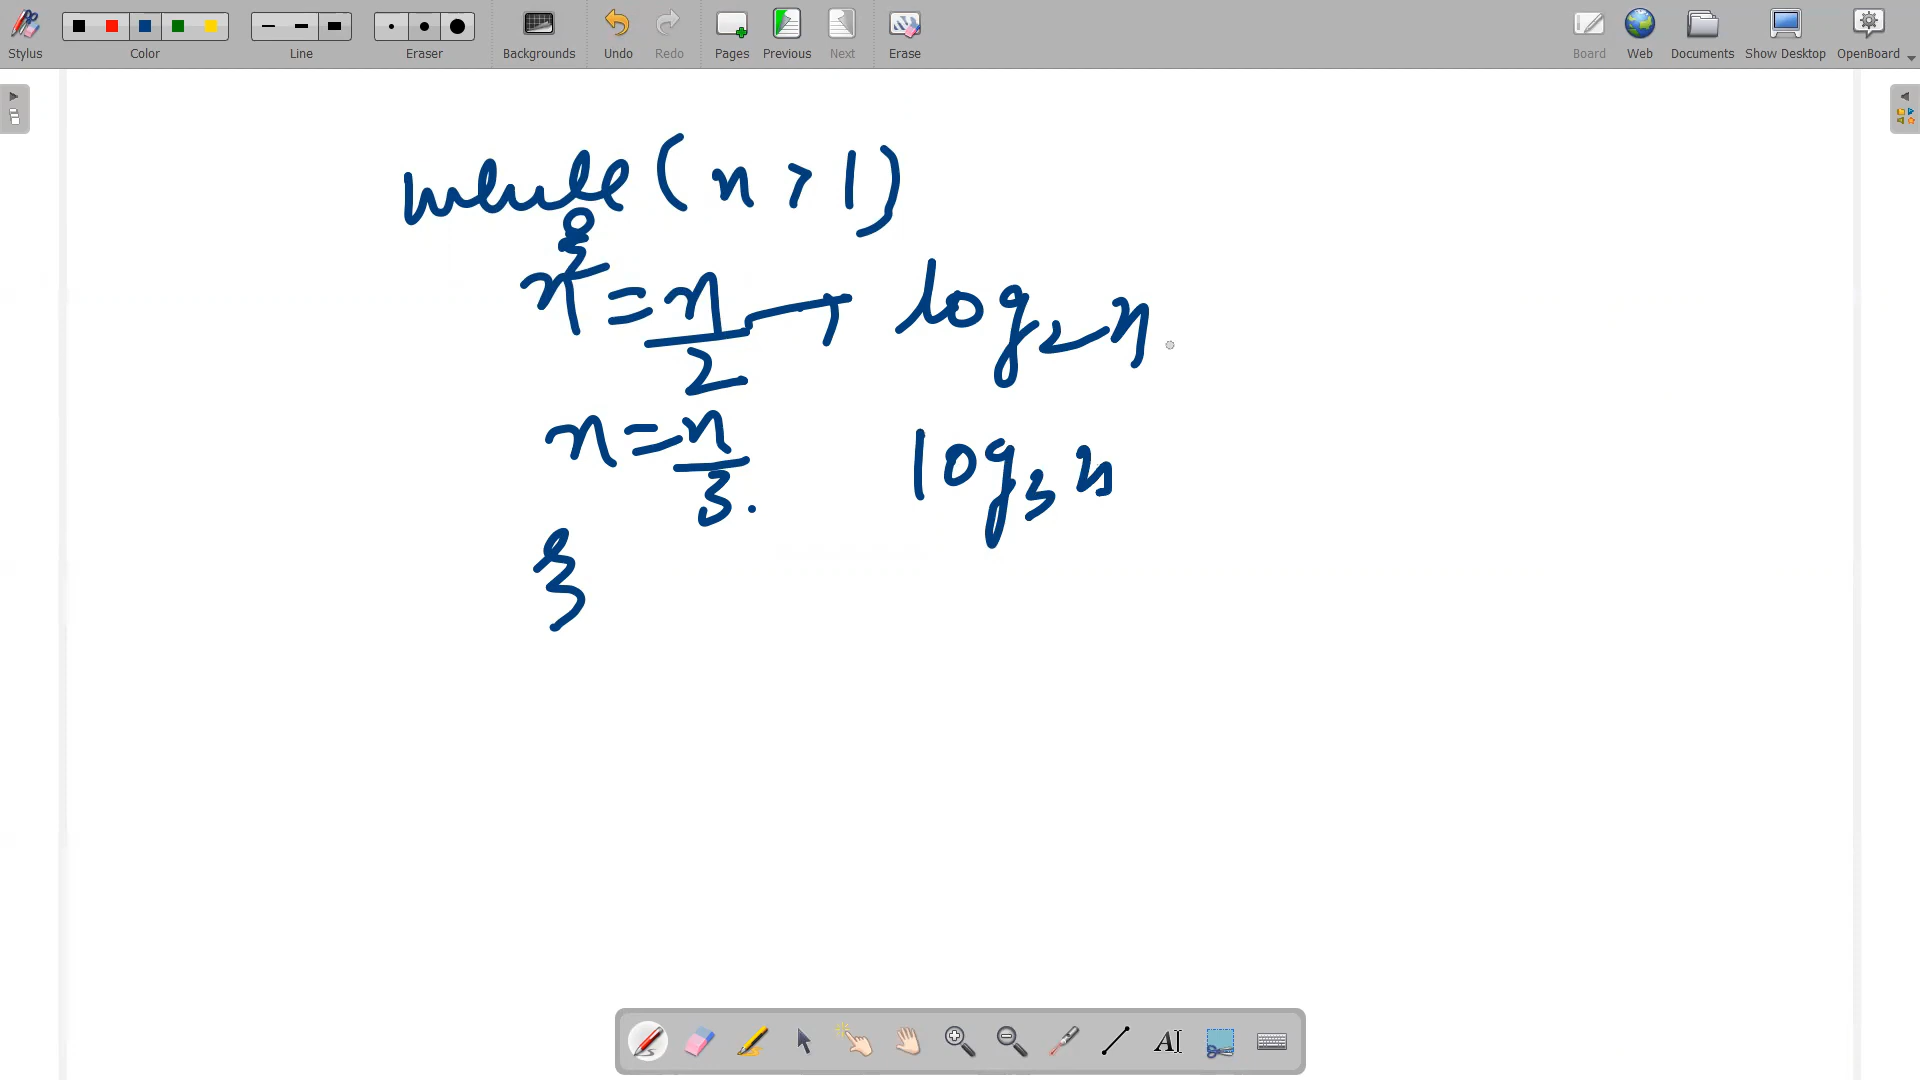 Stylus Color Line Eraser Backgrounds Undo Redo Pages Previous Next Erase Board Web Documents Show Desktop OpenBoard
while (n > 1)
{
n = n/2 → log₂n
n = n/3. log₃n
}